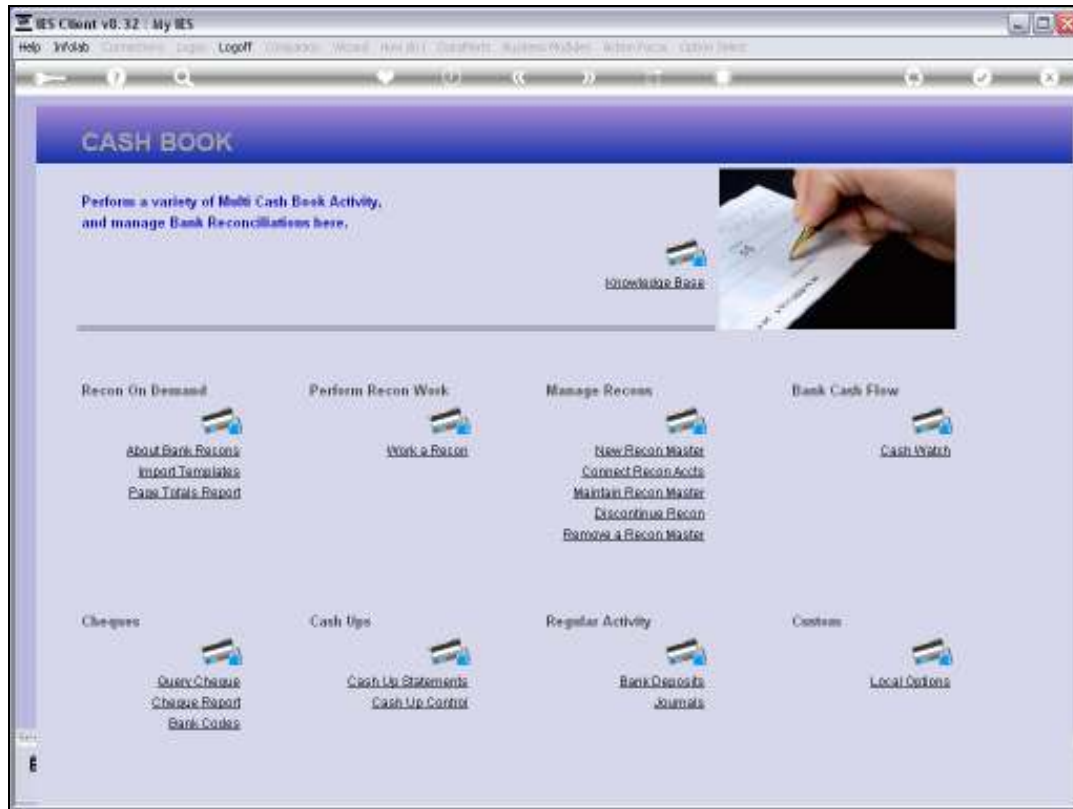 IES Client v8.32 : My IES
Help Infolab Logoff
CASH BOOK
Perform a variety of Multi Cash Book Activity,
and manage Bank Reconciliations here.
Knowledge Base
Recon On Demand
About Bank Recons
Import Templates
Page Totals Report
Perform Recon Work
Work a Recon
Manage Recons
New Recon Master
Connect Recon Accts
Maintain Recon Master
Discontinue Recon
Remove a Recon Master
Bank Cash Flow
Cash Watch
Cheques
Query Cheque
Cheque Report
Bank Codes
Cash Ups
Cash Up Statements
Cash Up Control
Regular Activity
Bank Deposits
Journals
Custom
Local Options